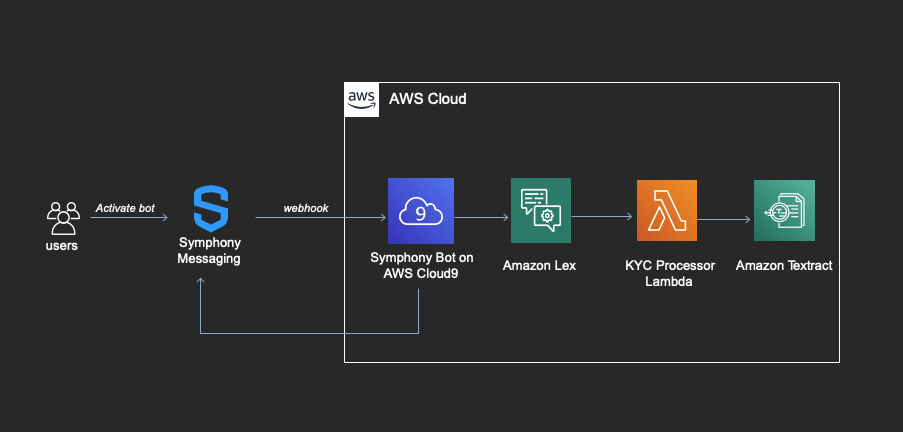 aws
AWS Cloud
Activate bot
webhook
9
users
Symphony
Messaging
Symphony Bot on
AWS Cloud9
Amazon Lex
KYC Processor
Lambda
Amazon Textract